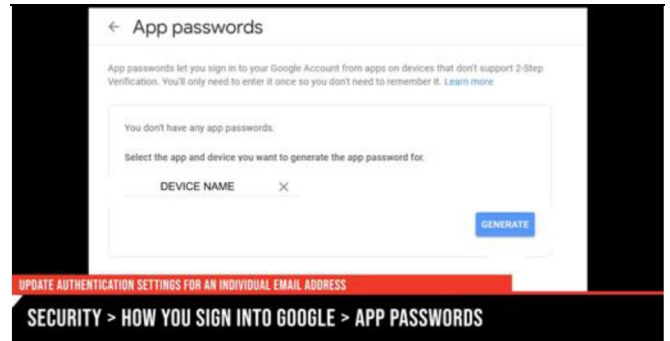 ← App passwords
App passwords let you sign in to your Google Account from apps on devices that don't support 2-Step
Verification. You'll only need to enter it once so you don't need to remember it. Learn more
You don't have any app passwords.
Select the app and device you want to generate the app password for.
DEVICE NAME ×
GENERATE
UPDATE AUTHENTICATION SETTINGS FOR AN INDIVIDUAL EMAIL ADDRESS
SECURITY > HOW YOU SIGN INTO GOOGLE > APP PASSWORDS